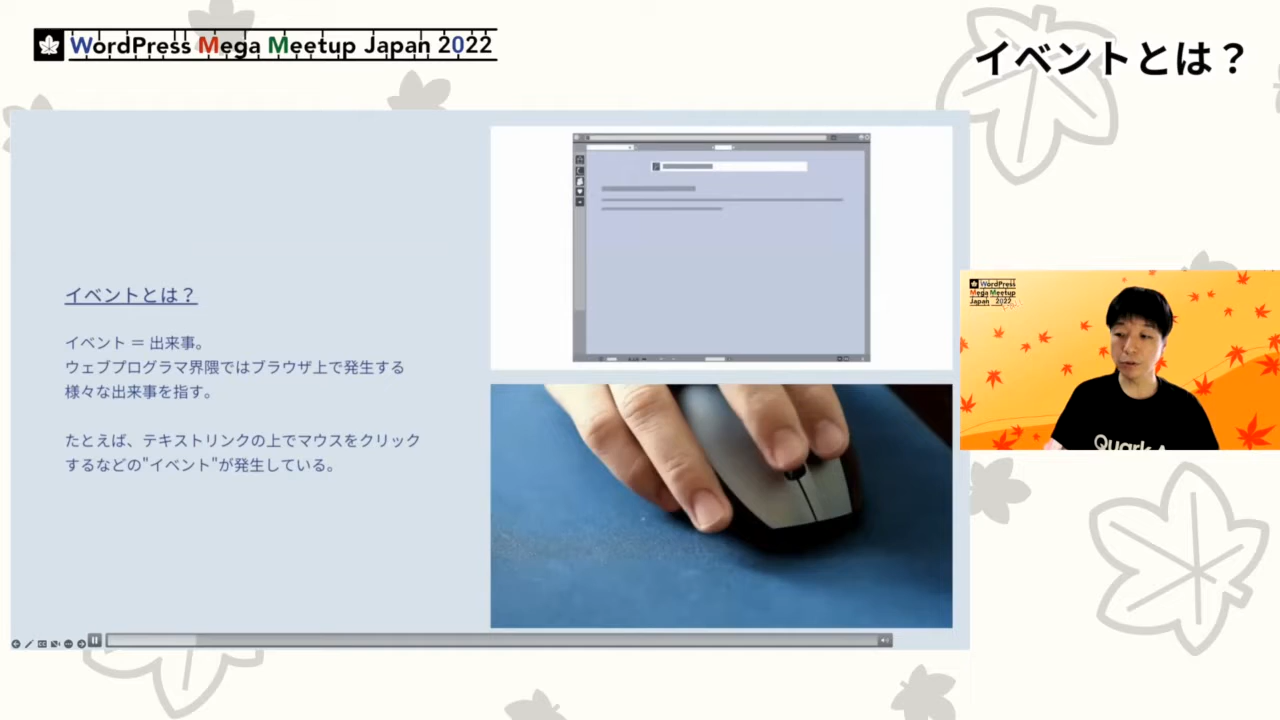 WordPress Mega Meetup Japan 2022
イベントとは？
イベントとは？
イベント ＝ 出来事。
ウェブプログラマ界隈ではブラウザ上で発生する
様々な出来事を指す。
たとえば、テキストリンクの上でマウスをクリック
するなどの"イベント"が発生している。
WordPress
Mega Meetup
Japan 2022